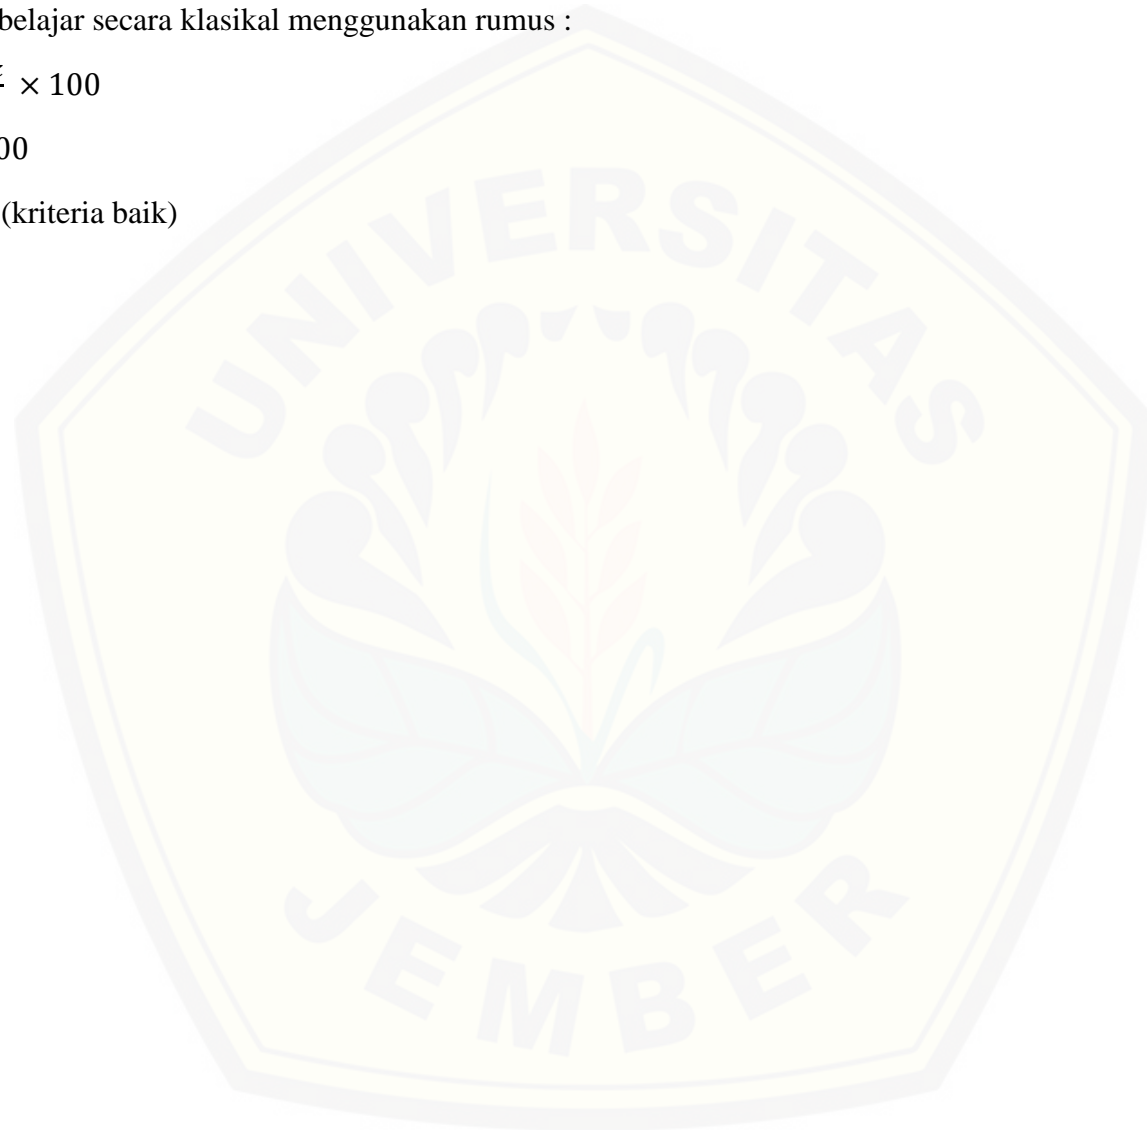 belajar secara klasikal menggunakan rumus :
× 100
00
(kriteria baik)
UNIVERSITAS
JEMBER